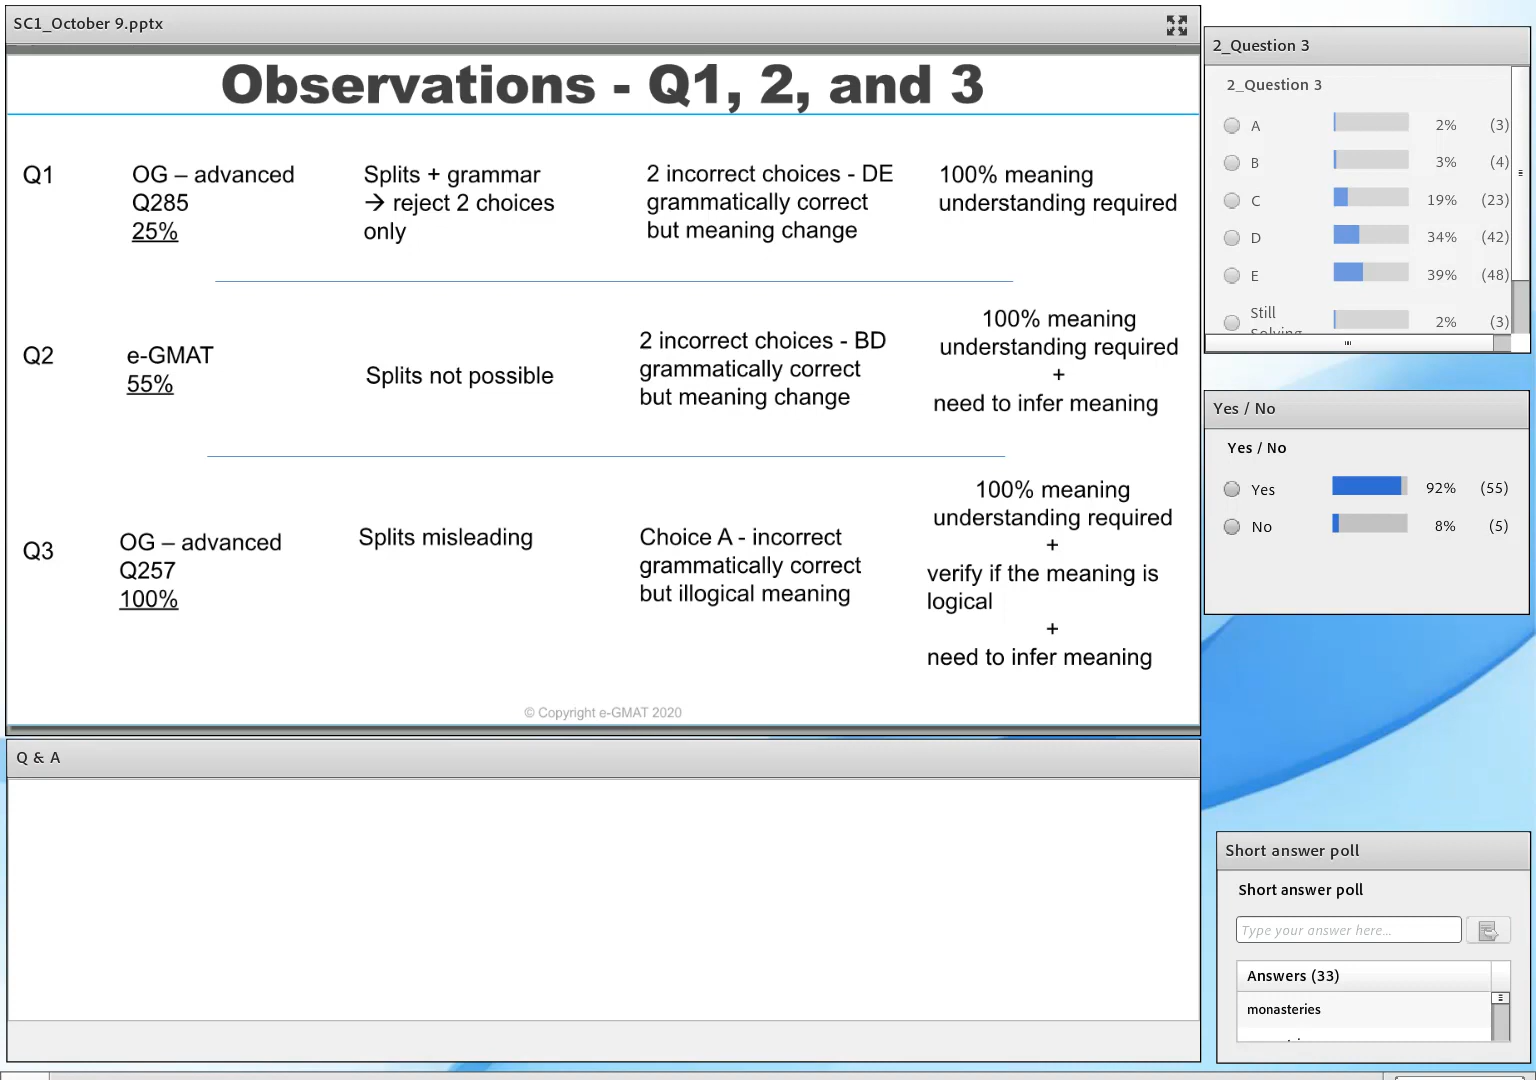 SC1_October 9.pptx
Observations - Q1, 2, and 3
Q1
OG – advanced
Q285
25%
Splits + grammar
→ reject 2 choices
only
2 incorrect choices - DE
grammatically correct
but meaning change
100% meaning
understanding required
Q2
e-GMAT
55%
Splits not possible
2 incorrect choices - BD
grammatically correct
but meaning change
100% meaning
understanding required
+
need to infer meaning
Q3
OG – advanced
Q257
100%
Splits misleading
Choice A - incorrect
grammatically correct
but illogical meaning
100% meaning
understanding required
+
verify if the meaning is
logical
+
need to infer meaning
© Copyright e-GMAT 2020
Q & A
2_Question 3
2_Question 3
A 2% (3)
B 3% (4)
C 19% (23)
D 34% (42)
E 39% (48)
Still
Solving 2% (3)
Yes / No
Yes / No
Yes 92% (55)
No 8% (5)
Short answer poll
Short answer poll
Type your answer here...
Answers (33)
monasteries